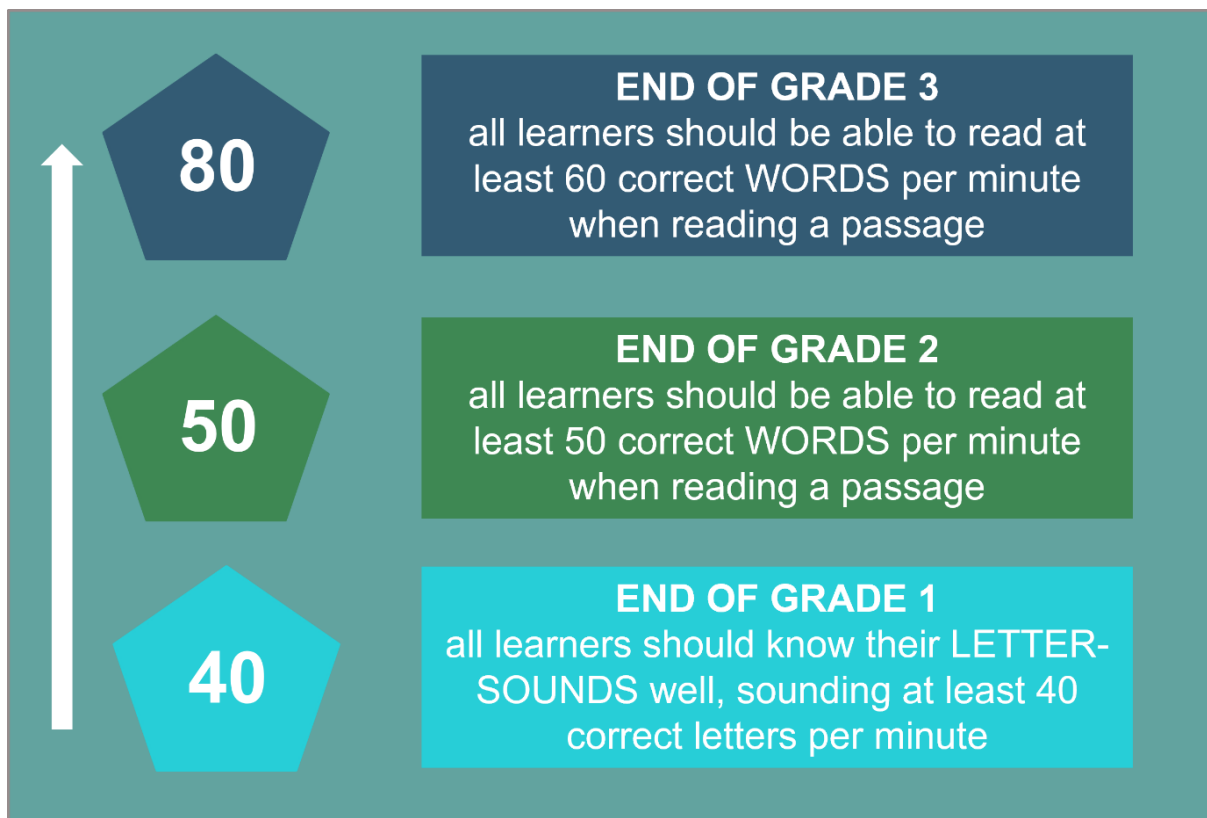 80
END OF GRADE 3
all learners should be able to read at
least 60 correct WORDS per minute
when reading a passage
50
END OF GRADE 2
all learners should be able to read at
least 50 correct WORDS per minute
when reading a passage
40
END OF GRADE 1
all learners should know their LETTER-
SOUNDS well, sounding at least 40
correct letters per minute